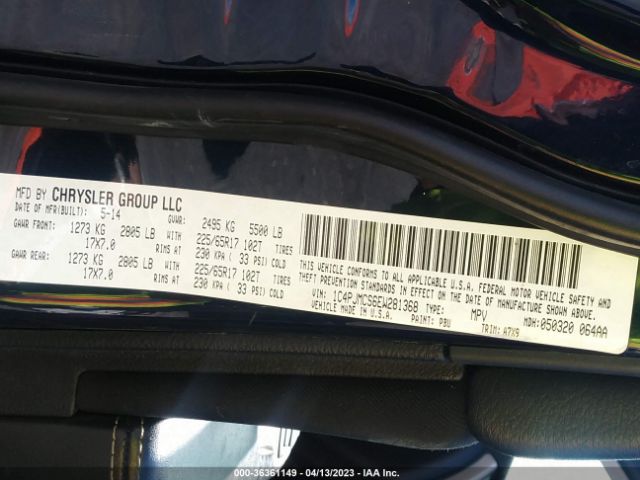 MFD BY CHRYSLER GROUP LLC
DATE OF MFR(BUILT): 5-14 GVWR: 2495 KG 5500 LB
GAWR FRONT: 1273 KG 2805 LB WITH 225/65R17 102T TIRES
17X7.0 RIMS AT 230 KPA ( 33 PSI) COLD
GAWR REAR: 1273 KG 2805 LB WITH 225/65R17 102T TIRES
17X7.0 RIMS AT 230 KPA ( 33 PSI) COLD
THIS VEHICLE CONFORMS TO ALL APPLICABLE U.S.A. FEDERAL MOTOR VEHICLE SAFETY AND
THEFT PREVENTION STANDARDS IN EFFECT ON THE DATE OF MANUFACTURE SHOWN ABOVE.
VIN: 1C4PJMCS6EW281368 TYPE: MPV MDH: 050320 064AA
VEHICLE MADE IN U.S.A. PAINT: PBU TRIM: A7X9
000-36361149 - 04/13/2023 - IAA Inc.